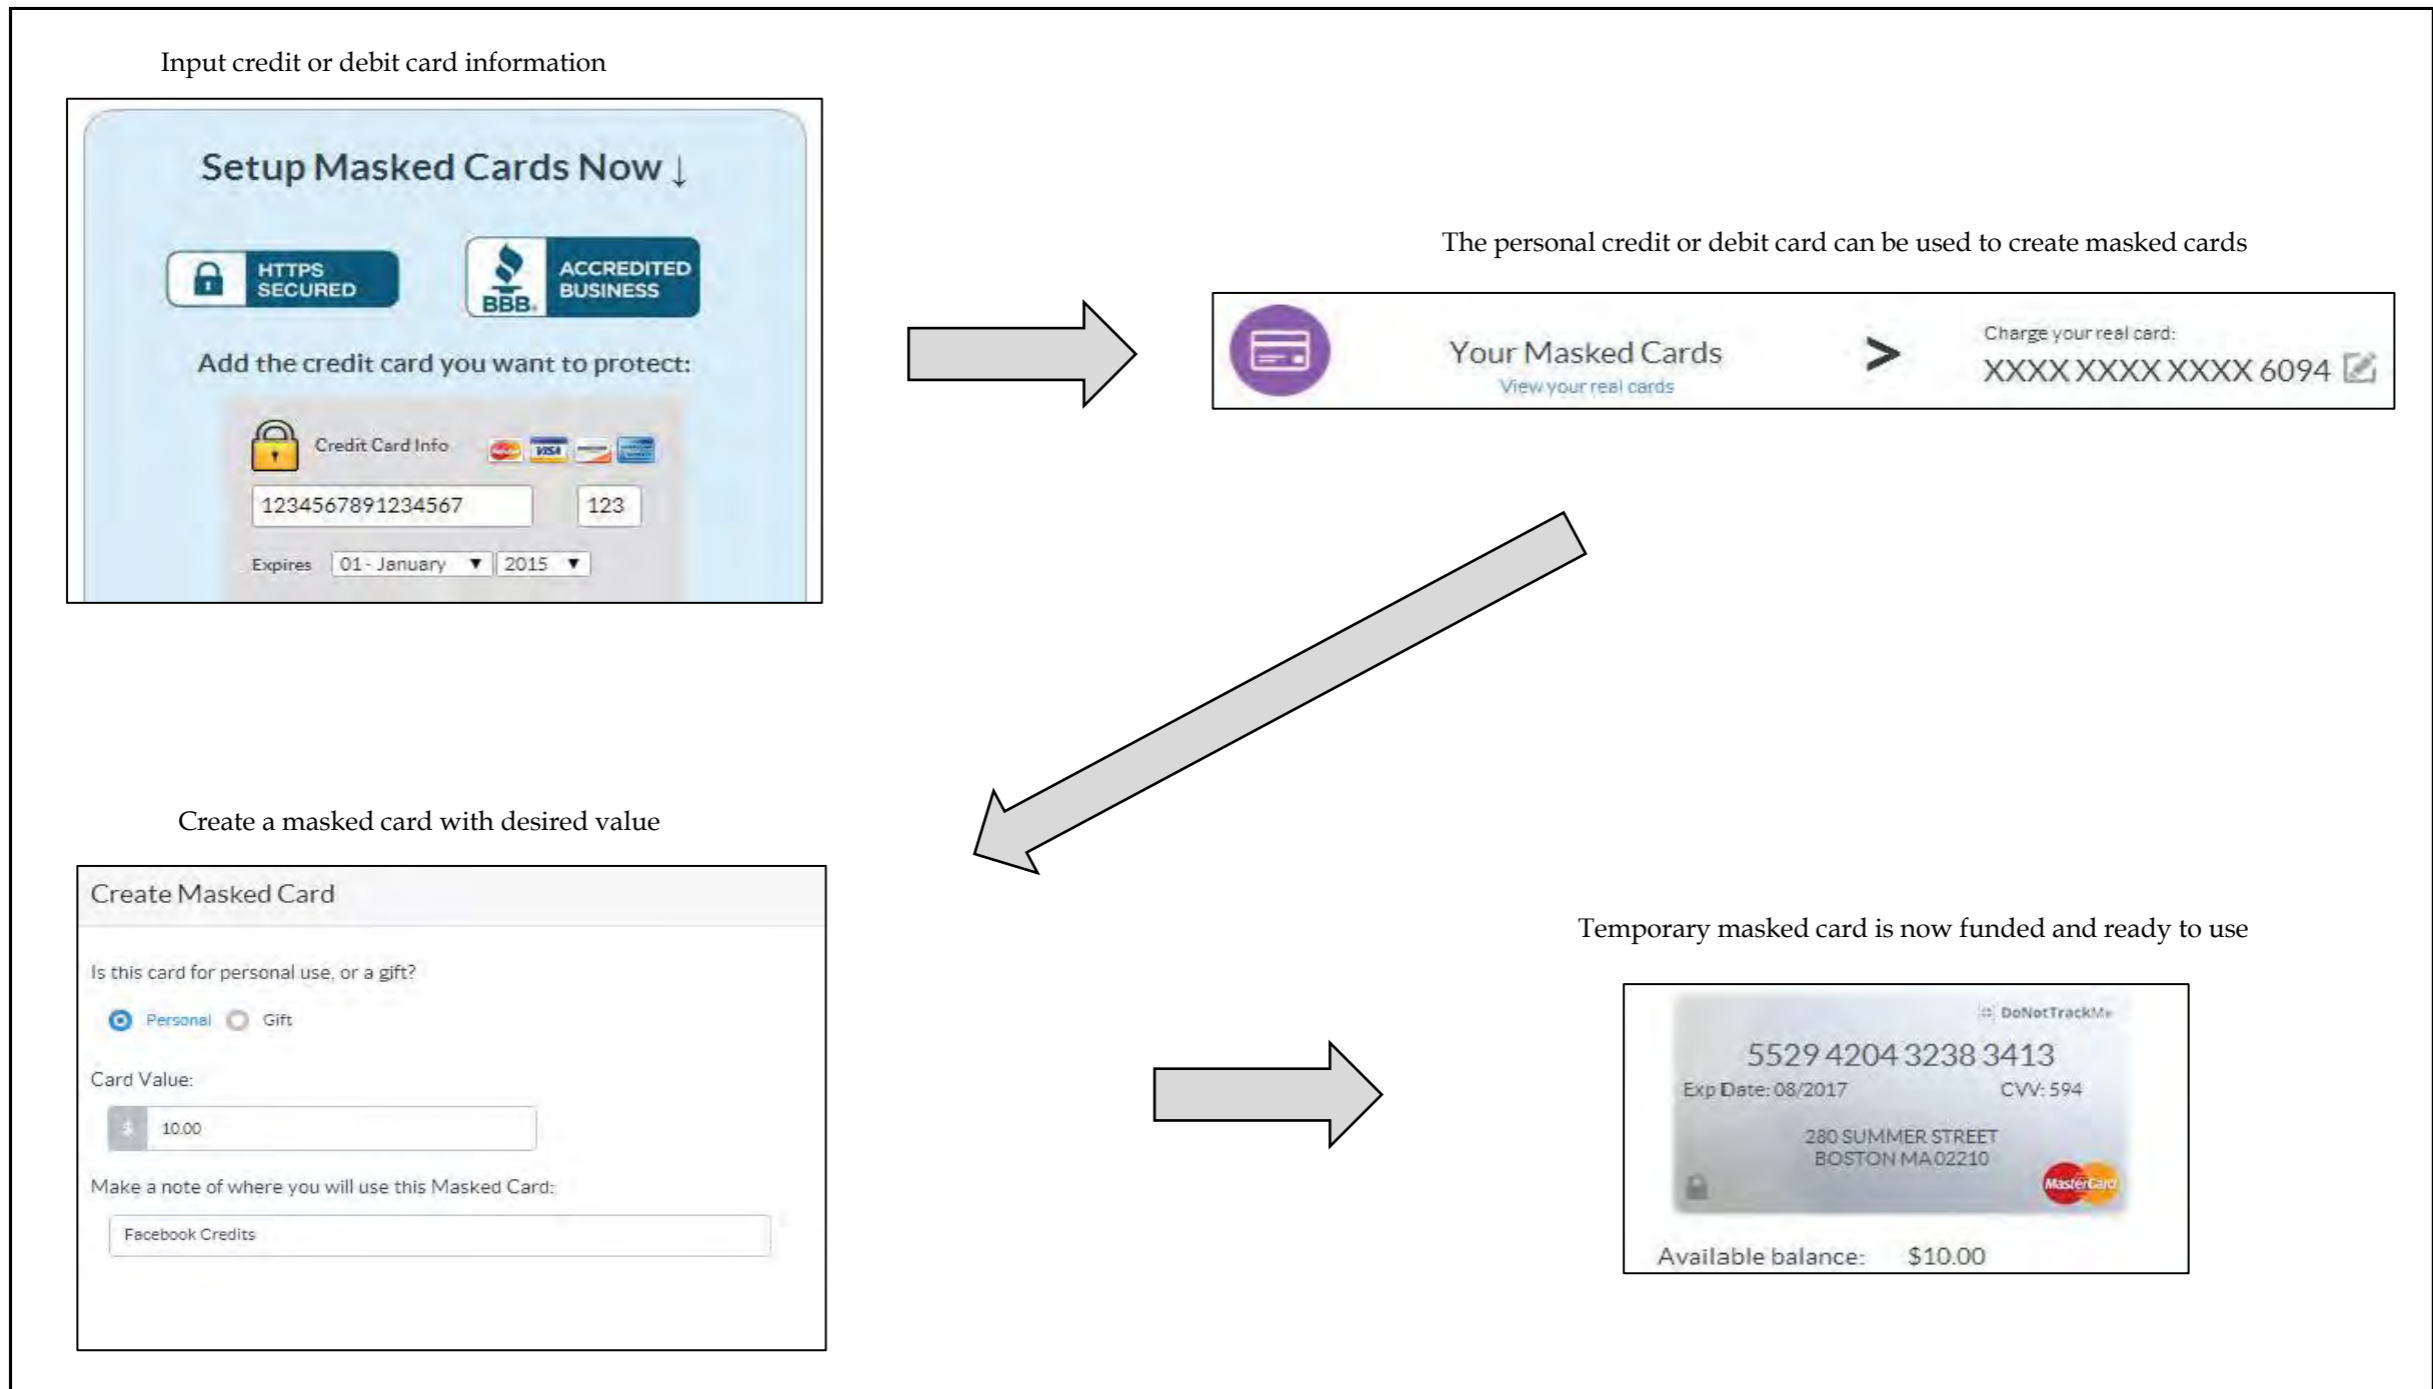 Input credit or debit card information
Setup Masked Cards Now ↓
HTTPS
SECURED
BBB.
ACCREDITED
BUSINESS
Add the credit card you want to protect:
Credit Card Info
VISA
1234567891234567
123
Expires
01 - January ▼
2015 ▼
The personal credit or debit card can be used to create masked cards
Your Masked Cards
View your real cards
>
Charge your real card:
XXXX XXXX XXXX 6094
Create a masked card with desired value
Create Masked Card
Is this card for personal use, or a gift?
Personal
Gift
Card Value:
$ 10.00
Make a note of where you will use this Masked Card:
Facebook Credits
Temporary masked card is now funded and ready to use
DoNotTrackMe
5529 4204 3238 3413
Exp Date: 08/2017
CVV: 594
280 SUMMER STREET
BOSTON MA 02210
MasterCard
Available balance: $10.00